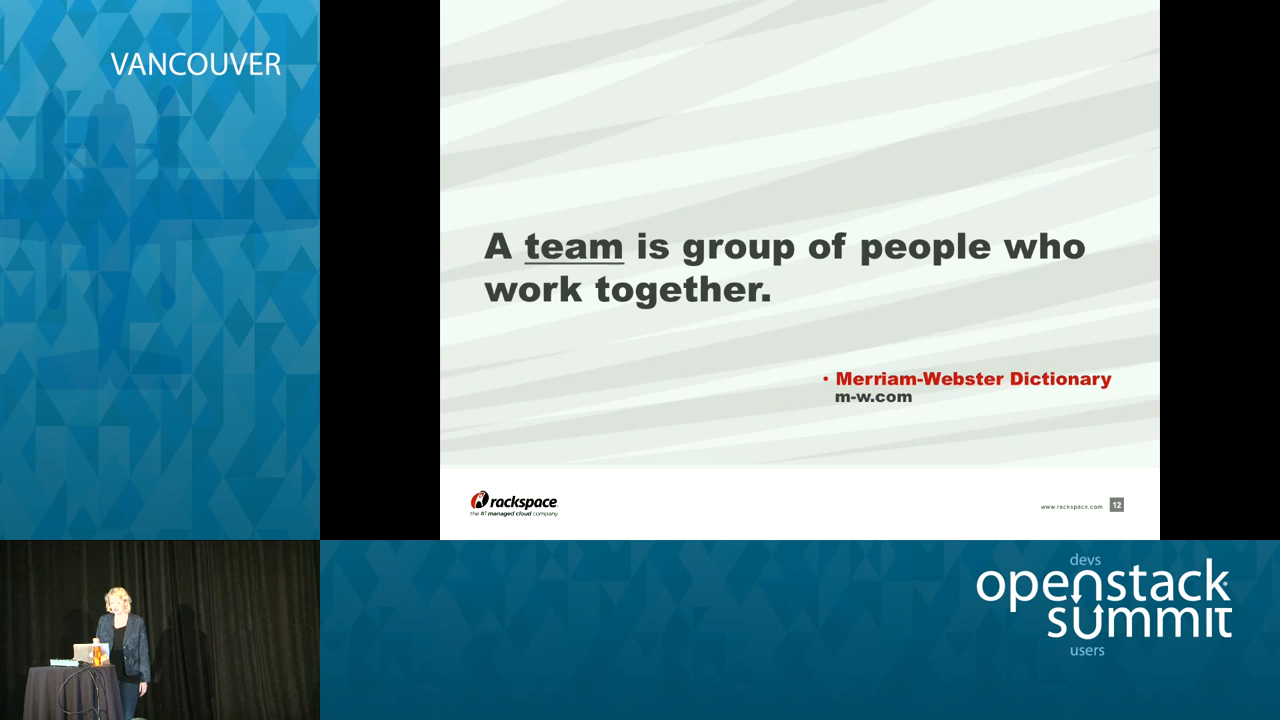 VANCOUVER
A team is group of people who
work together.
• Merriam-Webster Dictionary
m-w.com
rackspace
the #1 managed cloud company
www.rackspace.com 12
devs
openstack
summit
users